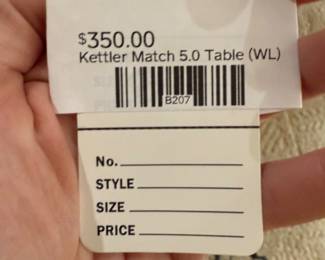 $350.00
Kettler Match 5.0 Table (WL)
B207
No.
STYLE
SIZE
PRICE